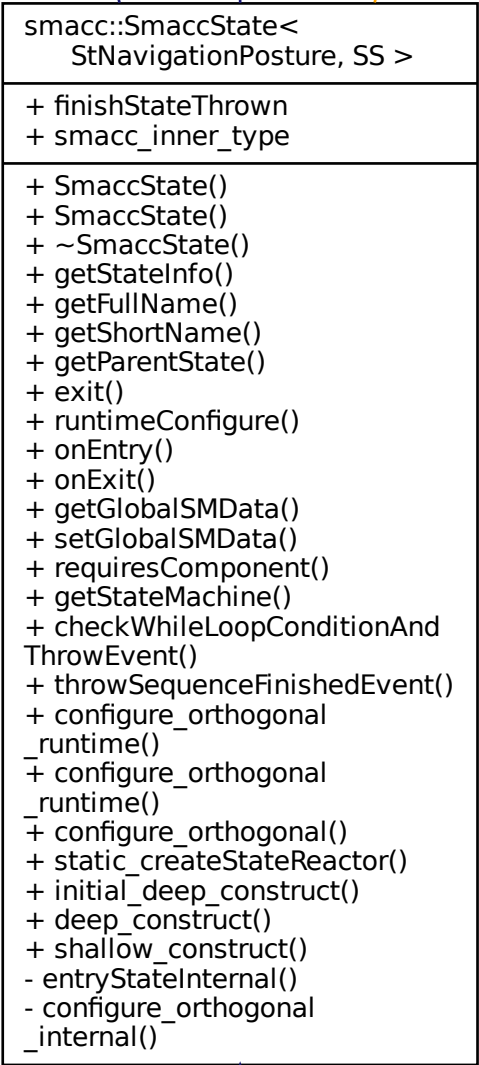 smacc::SmaccState<
StNavigationPosture, SS >
+ finishStateThrown
+ smacc_inner_type
+ SmaccState()
+ SmaccState()
+ ~SmaccState()
+ getStateInfo()
+ getFullName()
+ getShortName()
+ getParentState()
+ exit()
+ runtimeConfigure()
+ onEntry()
+ onExit()
+ getGlobalSMData()
+ setGlobalSMData()
+ requiresComponent()
+ getStateMachine()
+ checkWhileLoopConditionAnd
ThrowEvent()
+ throwSequenceFinishedEvent()
+ configure_orthogonal
_runtime()
+ configure_orthogonal
_runtime()
+ configure_orthogonal()
+ static_createStateReactor()
+ initial_deep_construct()
+ deep_construct()
+ shallow_construct()
- entryStateInternal()
- configure_orthogonal
_internal()